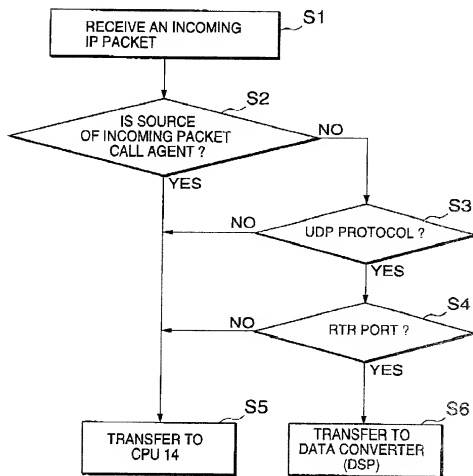 S1
RECEIVE AN INCOMING
IP PACKET
S2
IS SOURCE
OF INCOMING PACKET
CALL AGENT ?
NO
YES
S3
NO
UDP PROTOCOL ?
YES
S4
NO
RTR PORT ?
YES
S5
TRANSFER TO
CPU 14
S6
TRANSFER TO
DATA CONVERTER
(DSP)